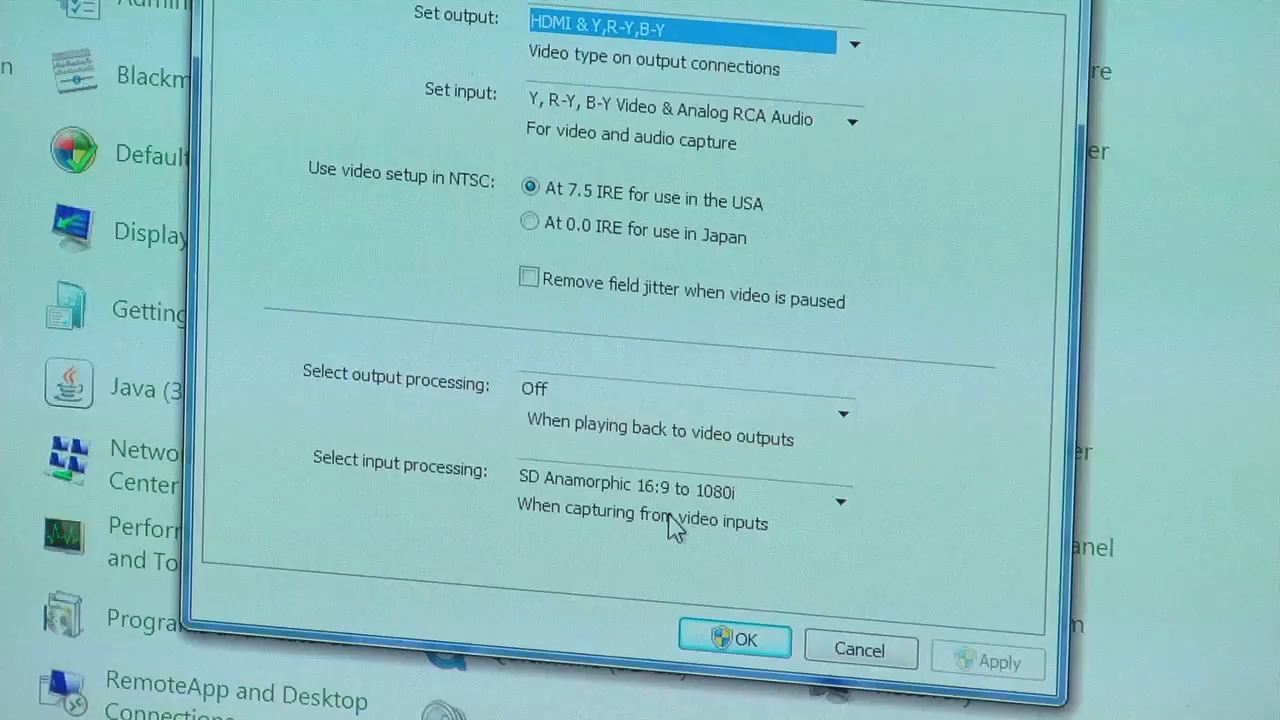 Set output:
HDMI & Y,R-Y,B-Y
Video type on output connections
Set input:
Y, R-Y, B-Y Video & Analog RCA Audio
For video and audio capture
Use video setup in NTSC:
At 7.5 IRE for use in the USA
At 0.0 IRE for use in Japan
Remove field jitter when video is paused
Select output processing:
Off
When playing back to video outputs
Select input processing:
SD Anamorphic 16:9 to 1080i
When capturing from video inputs
OK
Cancel
Apply
Blackm
Default
Display
Getting
Java (3
Netwo
Center
Perforr
and To
Progra
RemoteApp and Desktop
re
er
er
anel